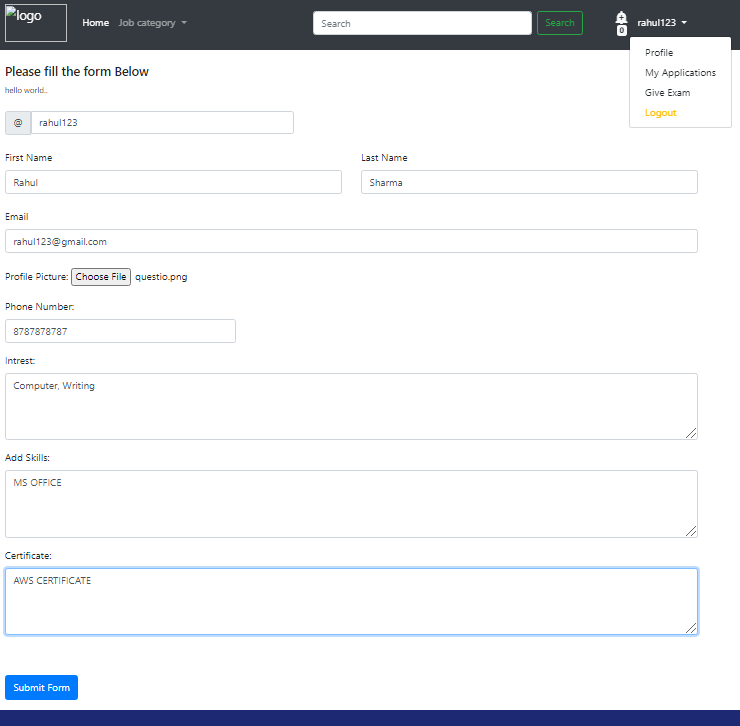 logo
Home Job category Search Search 0 rahul123
Profile
My Applications
Give Exam
Logout
Please fill the form Below
hello world..
@ rahul123
First Name Last Name
Rahul Sharma
Email
rahul123@gmail.com
Profile Picture: Choose File questio.png
Phone Number:
8787878787
Intrest:
Computer, Writing
Add Skills:
MS OFFICE
Certificate:
AWS CERTIFICATE
Submit Form